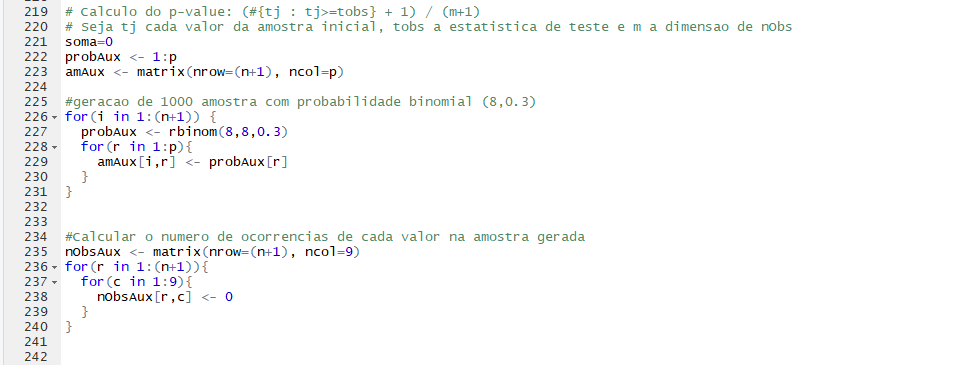 219 # Calculo do p-value: (#{tj : tj>=tobs} + 1) / (m+1)
220 # Seja tj cada valor da amostra inicial, tobs a estatistica de teste e m a dimensao de nObs
221 soma=0
222 probAux <- 1:p
223 amAux <- matrix(nrow=(n+1), ncol=p)
224
225 #geracao de 1000 amostra com probabilidade binomial (8,0.3)
226 for(i in 1:(n+1)) {
227   probAux <- rbinom(8,8,0.3)
228   for(r in 1:p){
229     amAux[i,r] <- probAux[r]
230   }
231 }
232
233
234 #Calcular o numero de ocorrencias de cada valor na amostra gerada
235 nObsAux <- matrix(nrow=(n+1), ncol=9)
236 for(r in 1:(n+1)){
237   for(c in 1:9){
238     nObsAux[r,c] <- 0
239   }
240 }
241
242